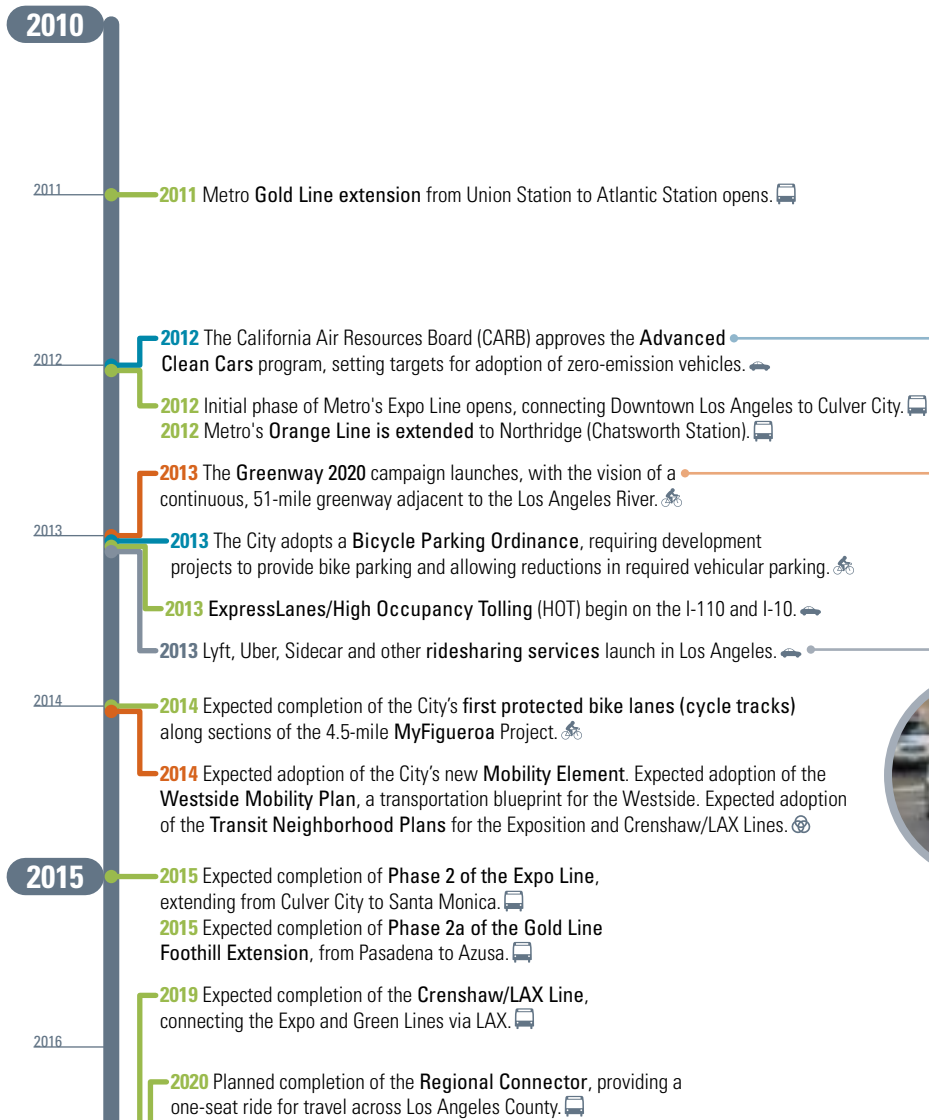 2010
2011
2011 Metro Gold Line extension from Union Station to Atlantic Station opens.
2012
2012 The California Air Resources Board (CARB) approves the Advanced
Clean Cars program, setting targets for adoption of zero-emission vehicles.
2012 Initial phase of Metro's Expo Line opens, connecting Downtown Los Angeles to Culver City.
2012 Metro's Orange Line is extended to Northridge (Chatsworth Station).
2013 The Greenway 2020 campaign launches, with the vision of a
continuous, 51-mile greenway adjacent to the Los Angeles River.
2013
2013 The City adopts a Bicycle Parking Ordinance, requiring development
projects to provide bike parking and allowing reductions in required vehicular parking.
2013 ExpressLanes/High Occupancy Tolling (HOT) begin on the I-110 and I-10.
2013 Lyft, Uber, Sidecar and other ridesharing services launch in Los Angeles.
2014
2014 Expected completion of the City's first protected bike lanes (cycle tracks)
along sections of the 4.5-mile MyFigueroa Project.
2014 Expected adoption of the City's new Mobility Element. Expected adoption of the
Westside Mobility Plan, a transportation blueprint for the Westside. Expected adoption
of the Transit Neighborhood Plans for the Exposition and Crenshaw/LAX Lines.
2015
2015 Expected completion of Phase 2 of the Expo Line,
extending from Culver City to Santa Monica.
2015 Expected completion of Phase 2a of the Gold Line
Foothill Extension, from Pasadena to Azusa.
2019 Expected completion of the Crenshaw/LAX Line,
connecting the Expo and Green Lines via LAX.
2016
2020 Planned completion of the Regional Connector, providing a
one-seat ride for travel across Los Angeles County.